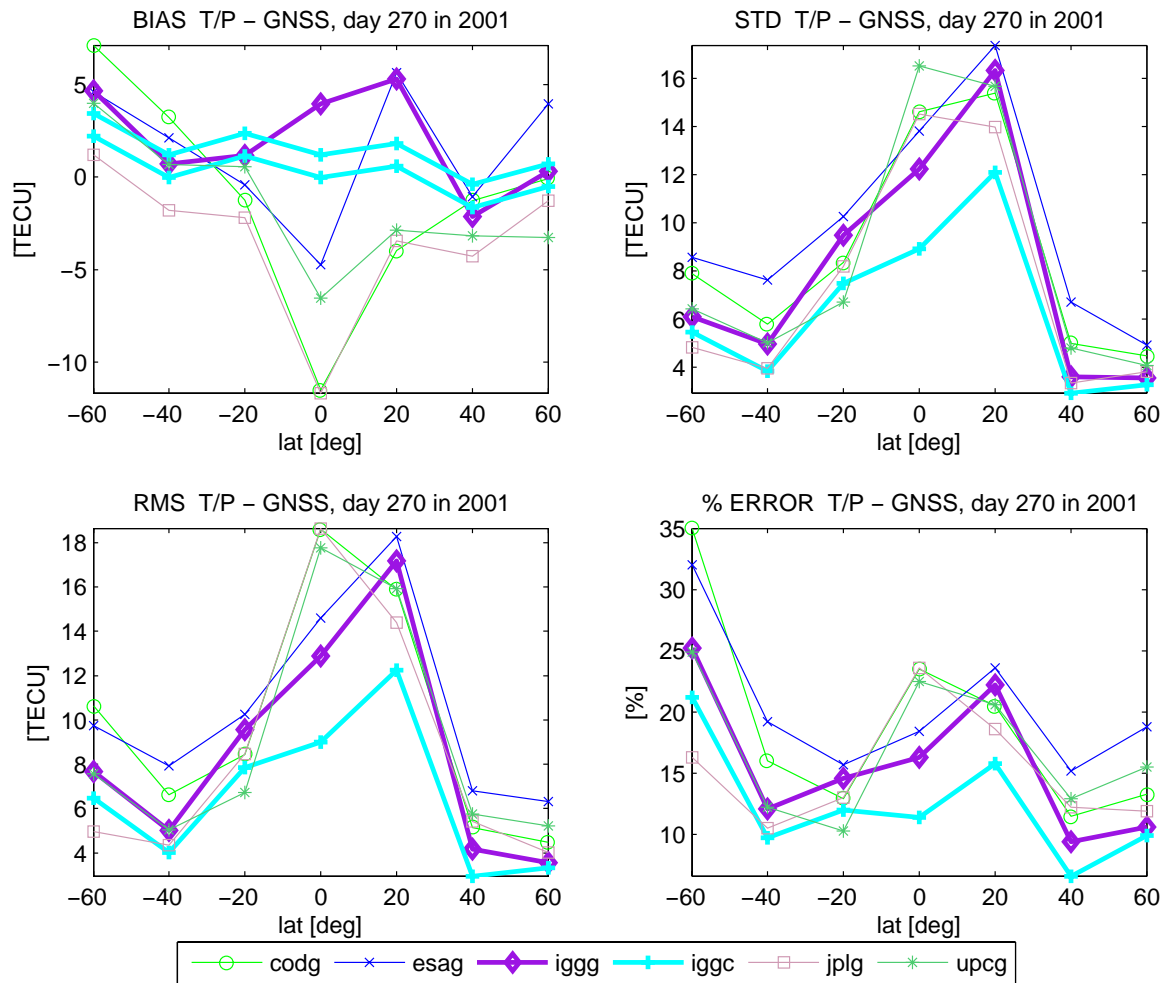 BIAS T/P − GNSS, day 270 in 2001
[TECU]
5
0
−5
−10
−60 −40 −20 0 20 40 60
lat [deg]
STD T/P − GNSS, day 270 in 2001
[TECU]
16
14
12
10
8
6
4
−60 −40 −20 0 20 40 60
lat [deg]
RMS T/P − GNSS, day 270 in 2001
[TECU]
18
16
14
12
10
8
6
4
−60 −40 −20 0 20 40 60
lat [deg]
% ERROR T/P − GNSS, day 270 in 2001
[%]
35
30
25
20
15
10
−60 −40 −20 0 20 40 60
lat [deg]
codg esag iggg iggc jplg upcg